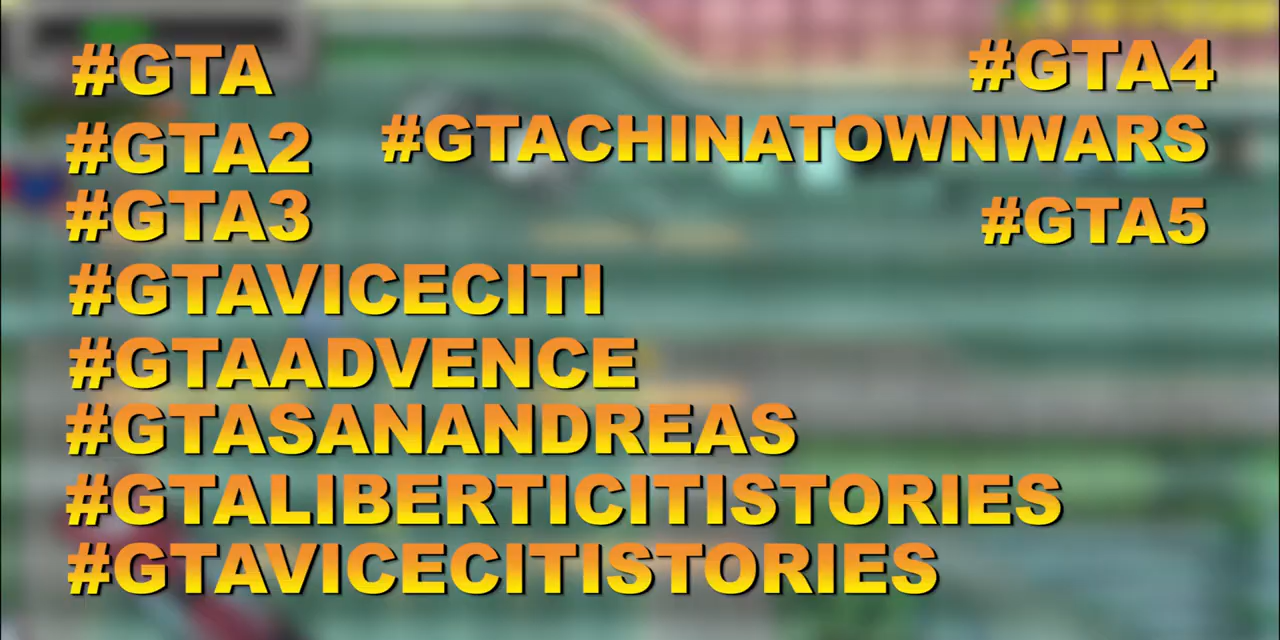 #GTA
#GTA2
#GTA3
#GTAVICECITI
#GTAADVENCE
#GTASANANDREAS
#GTALIBERTICITISTORIES
#GTAVICECITISTORIES
#GTA4
#GTACHINATOWNWARS
#GTA5